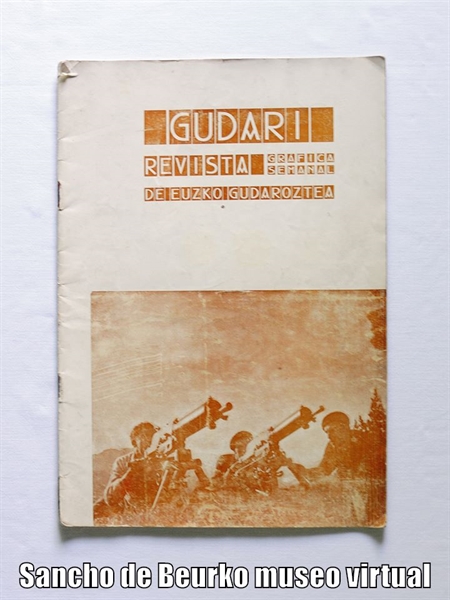 GUDARI
REVISTA GRAFICA SEMANAL
DE EUZKO GUDAROZTEA
Sancho de Beurko museo virtual